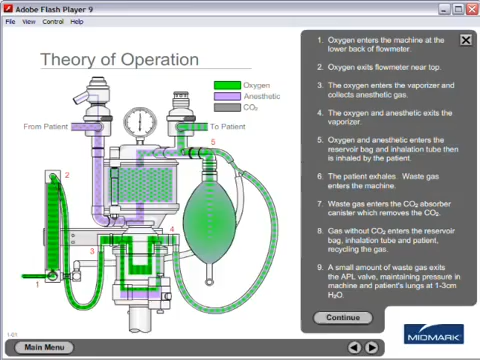 Adobe Flash Player 9
File View Control Help
Theory of Operation
Oxygen
Anesthetic
CO₂
From Patient
To Patient
1
2
3
4
5
1. Oxygen enters the machine at the
lower back of flowmeter.
2. Oxygen exits flowmeter near top.
3. The oxygen enters the vaporizer and
collects anesthetic gas.
4. The oxygen and anesthetic exits the
vaporizer.
5. Oxygen and anesthetic enters the
reservoir bag and inhalation tube then
is inhaled by the patient.
6. The patient exhales. Waste gas
enters the machine.
7. Waste gas enters the CO₂ absorber
canister which removes the CO₂.
8. Gas without CO₂ enters the reservoir
bag, inhalation tube and patient,
recycling the gas.
9. A small amount of waste gas exits
the APL valve, maintaining pressure in
machine and patient's lungs at 1-3cm
H₂O.
Continue
1-01
Main Menu
MIDMARK